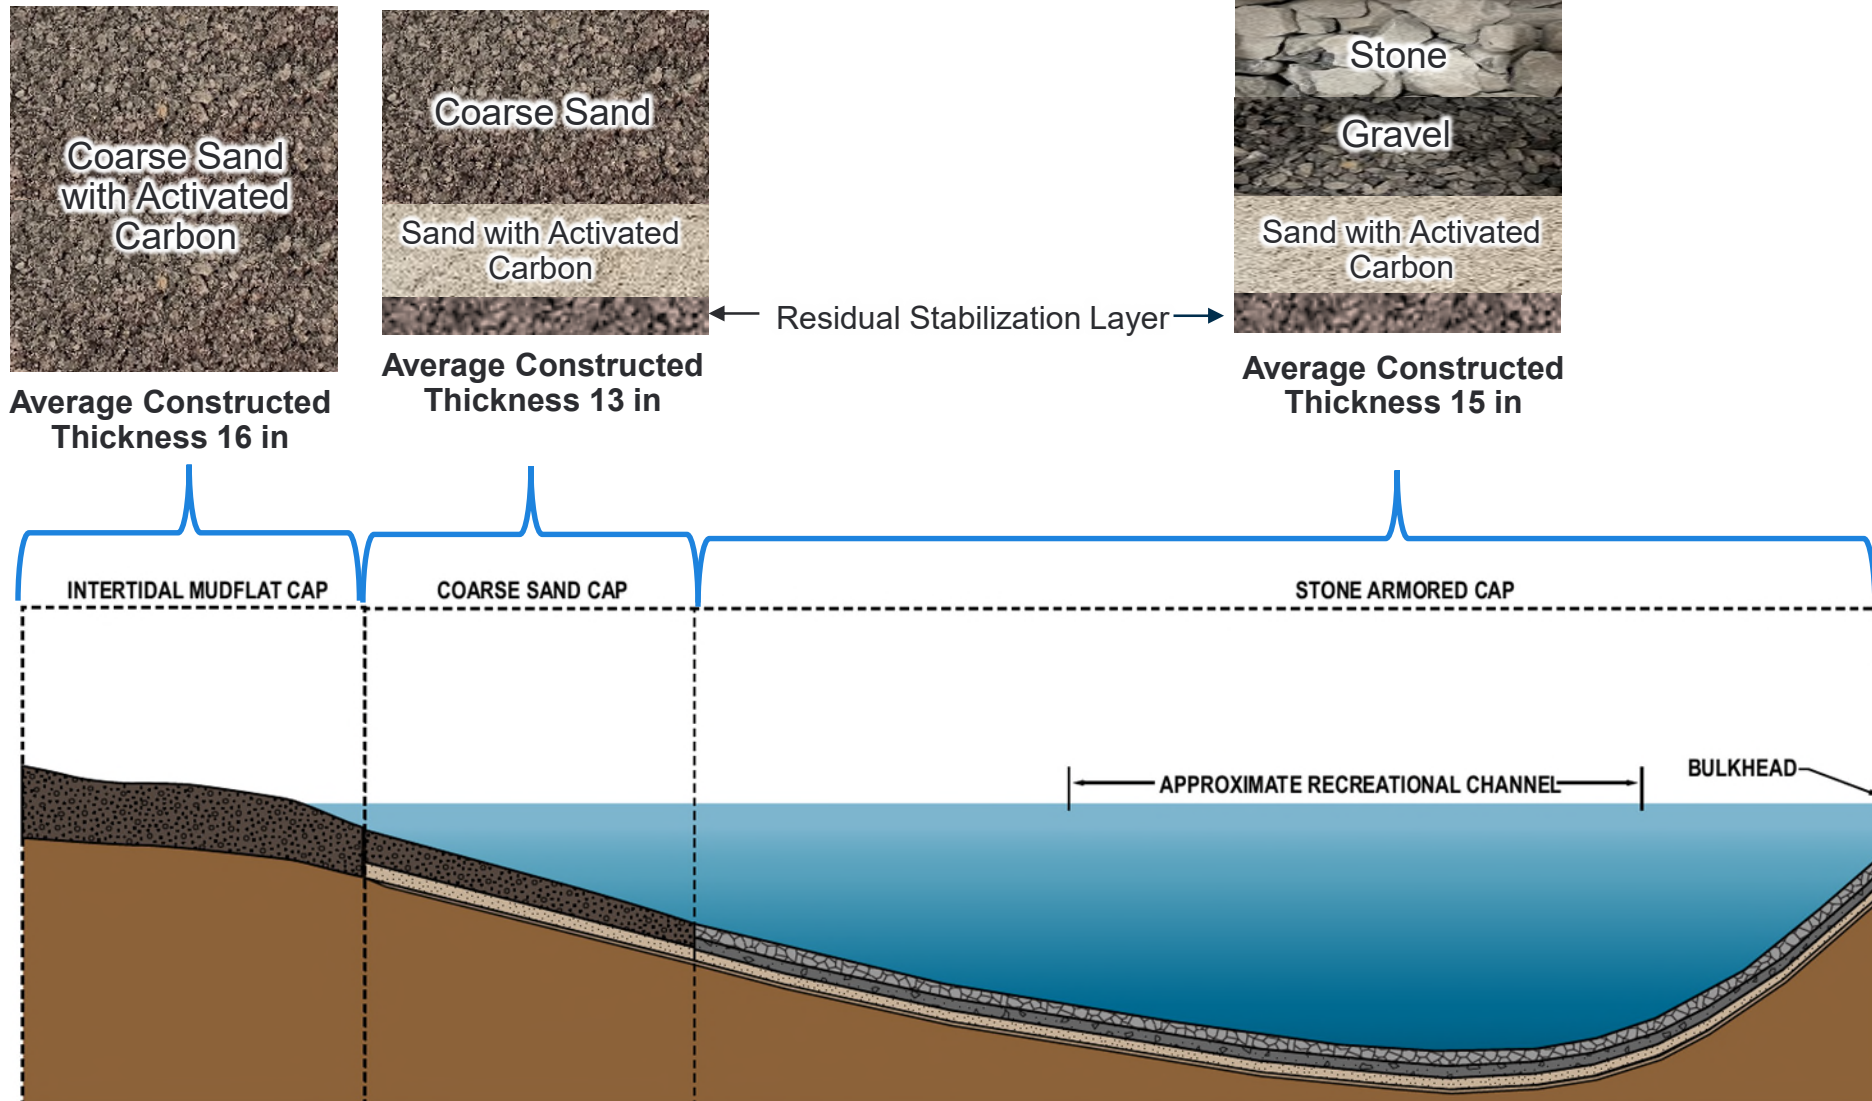 Coarse Sand
with Activated
Carbon
Average Constructed
Thickness 16 in
Coarse Sand
Sand with Activated
Carbon
Average Constructed
Thickness 13 in
Residual Stabilization Layer
Stone
Gravel
Sand with Activated
Carbon
Average Constructed
Thickness 15 in
INTERTIDAL MUDFLAT CAP
COARSE SAND CAP
STONE ARMORED CAP
APPROXIMATE RECREATIONAL CHANNEL
BULKHEAD